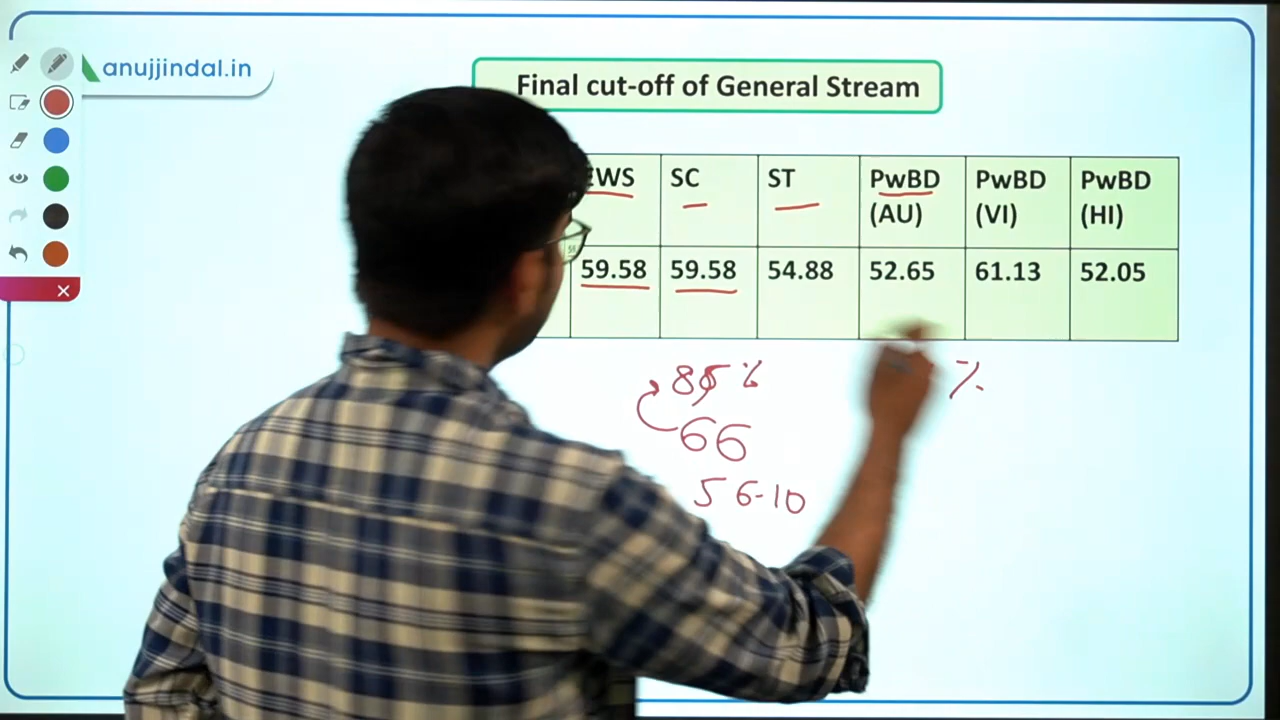 anujjindal.in
Final cut-off of General Stream
EWS SC ST PwBD (AU) PwBD (VI) PwBD (HI)
59.58 59.58 54.88 52.65 61.13 52.05
85 % %
66
56-10